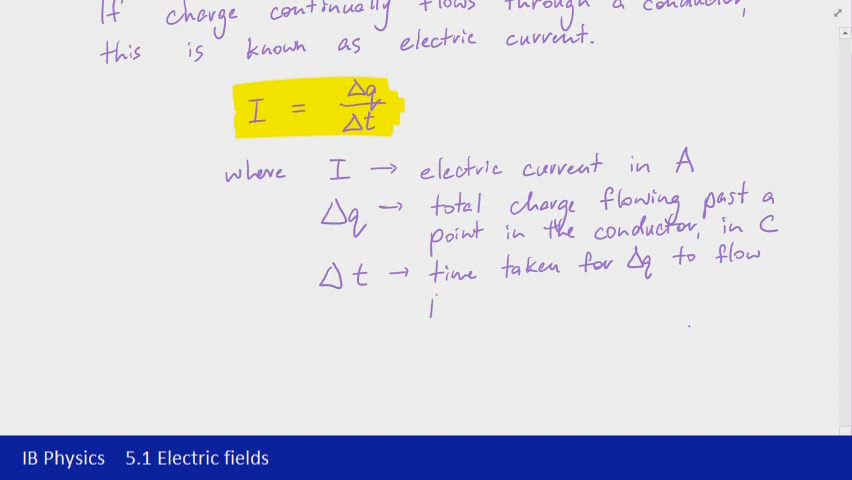 If charge continually flows through a conductor,
this is known as electric current.
I = Δq/Δt
where I → electric current in A
Δq → total charge flowing past a
point in the conductor, in C
Δt → time taken for Δq to flow
IB Physics 5.1 Electric fields